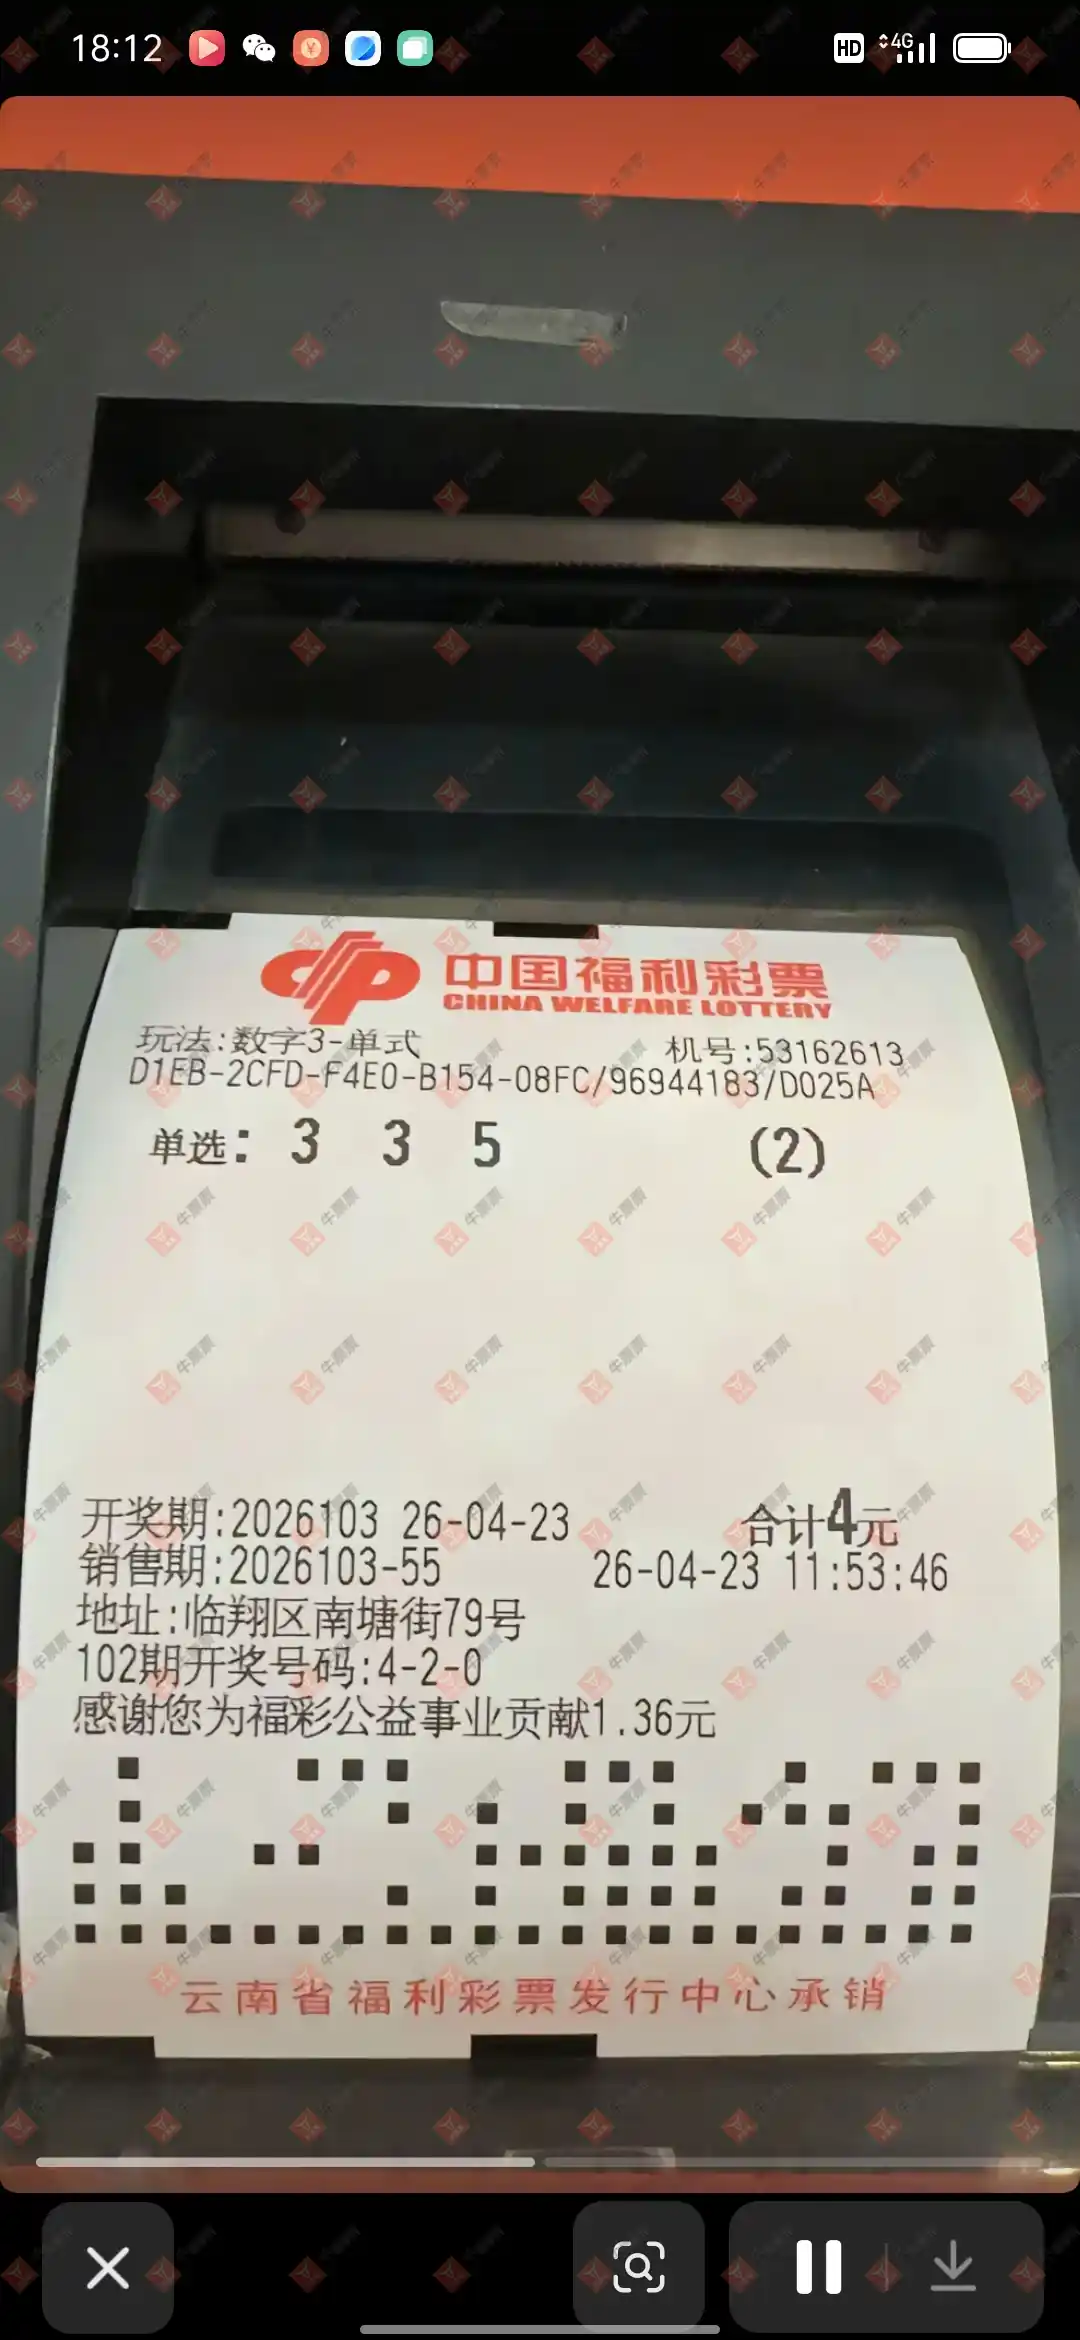 18:12
HD 4G
中国福利彩票
CHINA WELFARE LOTTERY
玩法:数字3-单式 机号:53162613
D1EB-2CFD-F4E0-B154-08FC/96944183/D025A
单选: 3 3 5 (2)
开奖期:2026103 26-04-23 合计4元
销售期:2026103-55 26-04-23 11:53:46
地址:临翔区南塘街79号
102期开奖号码:4-2-0
感谢您为福彩公益事业贡献1.36元
云南省福利彩票发行中心承销
牛票票